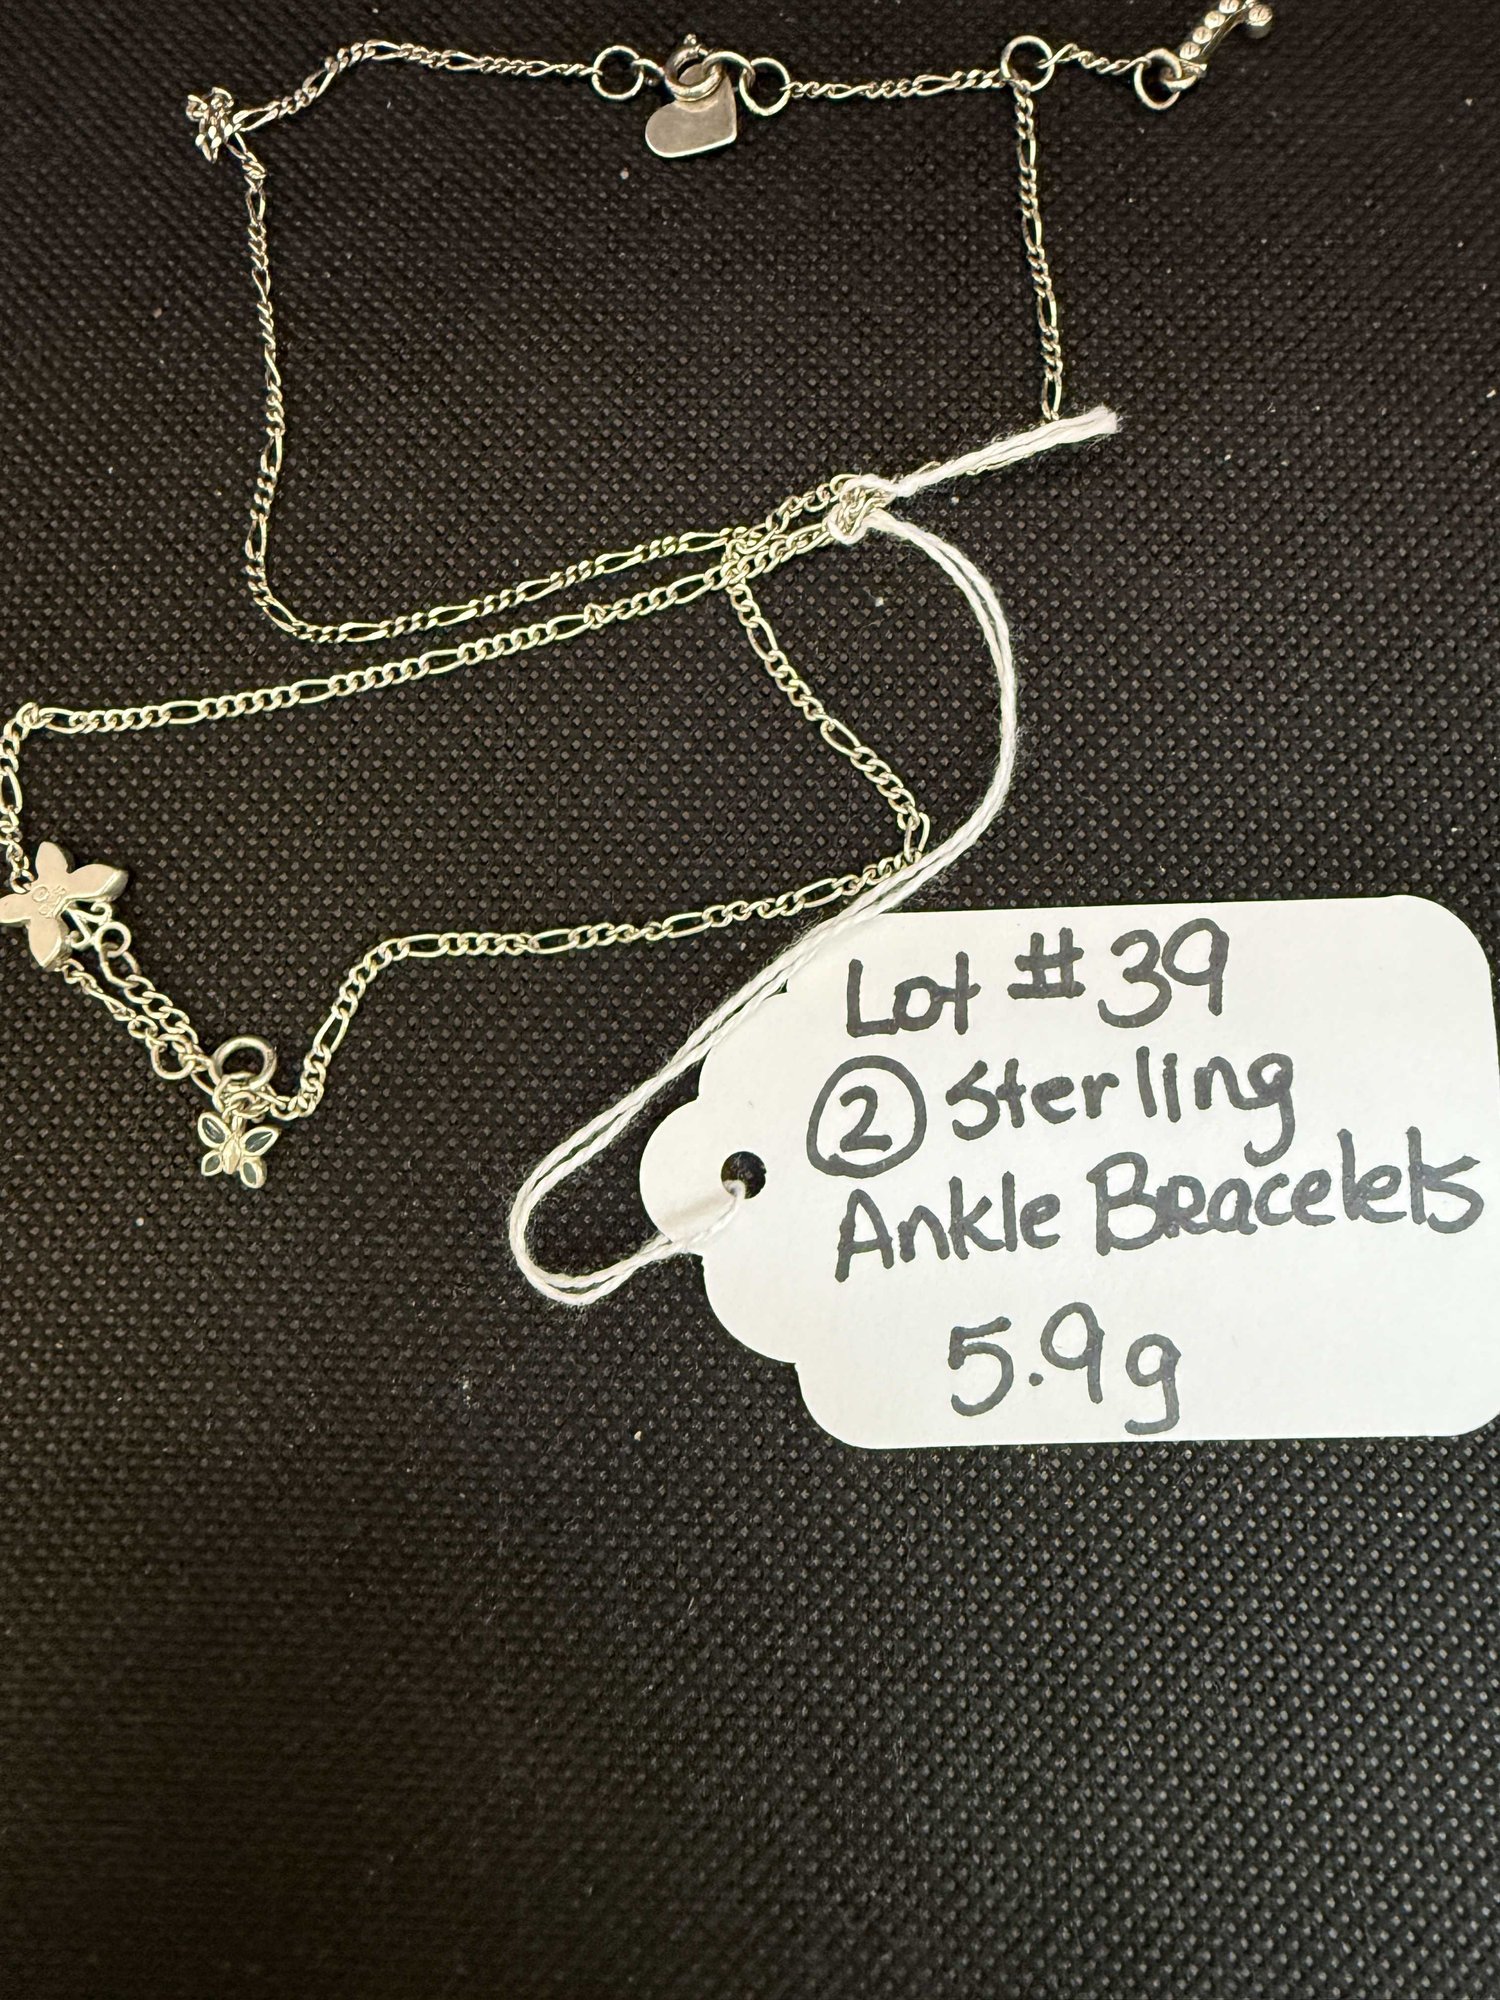 Lot #39
② Sterling
Ankle Bracelets
5.9g